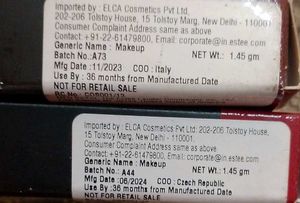 Imported by : ELCA Cosmetics Pvt Ltd.
202-206 Tolstoy House, 15 Tolstoy Marg, New Delhi - 110001
Consumer Complaint Address same as above
Contact: +91-22-61479800, Email: corporate@in.estee.com
Generic Name : Makeup
Batch No.: A73 NET Wt.: 1.45 gm
Mfg Date : 11/2023 COO : Italy
Use By : 36 months from Manufactured Date
NOT FOR RETAIL SALE
Imported by : ELCA Cosmetics Pvt Ltd: 202-206 Tolstoy House,
15 Tolstoy Marg, New Delhi - 110001.
Consumer Complaint Address same as above
Contact: +91-22-61479800, Email: corporate@in.estee.com
Generic Name : Makeup
Batch No.: A44 NET Wt.: 1.45 gm
Mfg Date :06/2024 COO : Czech Republic
Use By :36 months from Manufactured Date
NOT FOR RETAIL SALE